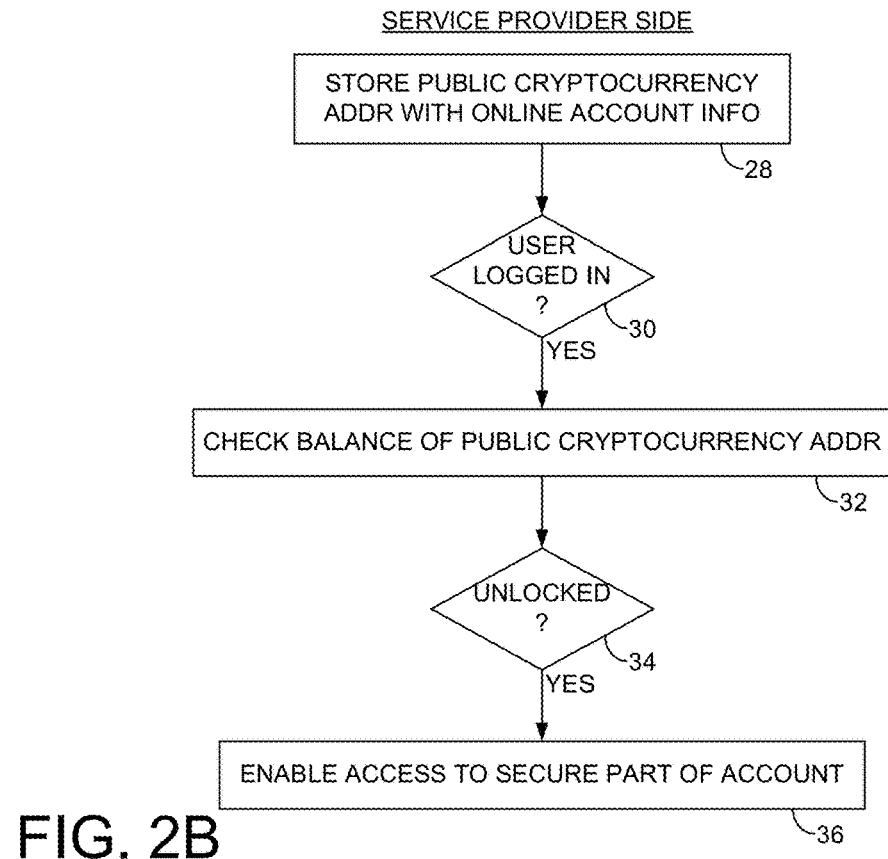 SERVICE PROVIDER SIDE
STORE PUBLIC CRYPTOCURRENCY
ADDR WITH ONLINE ACCOUNT INFO
28
USER
LOGGED IN
?
30
YES
CHECK BALANCE OF PUBLIC CRYPTOCURRENCY ADDR
32
UNLOCKED
?
34
YES
ENABLE ACCESS TO SECURE PART OF ACCOUNT
36
FIG. 2B